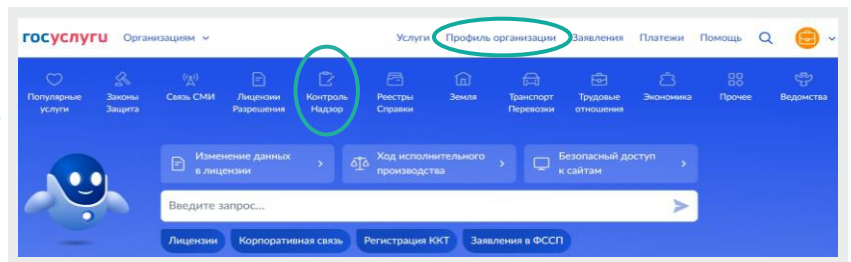 госуслуги Организациям Услуги Профиль организации Заявления Платежи Помощь
Популярные услуги
Законы Защита
Связь СМИ
Лицензии Разрешения
Контроль Надзор
Реестры Справки
Земля
Транспорт Перевозки
Трудовые отношения
Экономика
Прочее
Ведомства
Изменение данных
в лицензии
Ход исполнительного
производства
Безопасный доступ
к сайтам
Введите запрос...
Лицензии Корпоративная связь Регистрация ККТ Заявления в ФССП